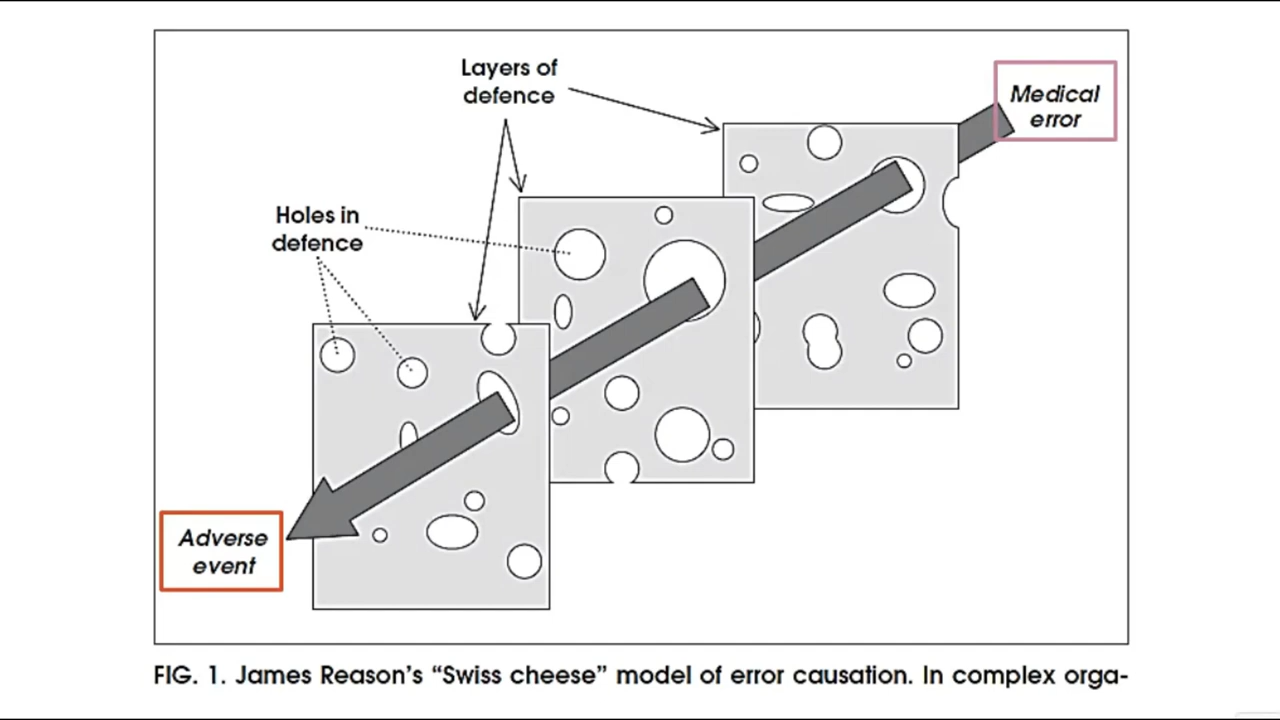 Layers of
defence
Medical
error
Holes in
defence
Adverse
event
FIG. 1. James Reason's “Swiss cheese” model of error causation. In complex orga-